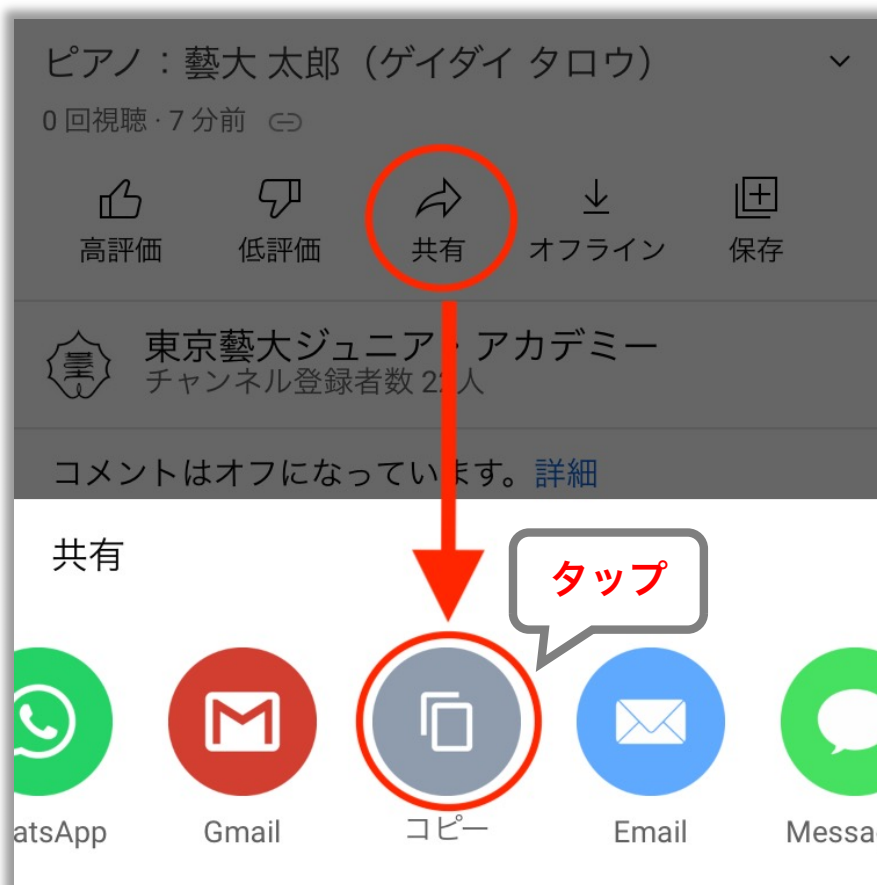 ピアノ：藝大 太郎（ゲイダイ タロウ）
0 回視聴 · 7 分前
高評価 低評価 共有 オフライン 保存
東京藝大ジュニア・アカデミー
チャンネル登録者数 2 人
コメントはオフになっています。詳細
共有
タップ
atsApp Gmail コピー Email Messa